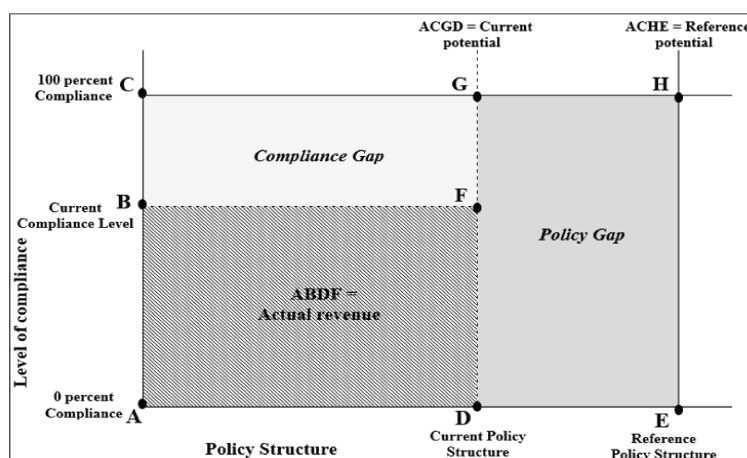 ACGD = Current
potential
ACHE = Reference
potential
100 percent
Compliance
C
G
H
Compliance Gap
B
F
Current
Compliance Level
Policy Gap
ABDF =
Actual revenue
Level of compliance
0 percent
Compliance
A
D
E
Policy Structure
Current Policy
Structure
Reference
Policy Structure